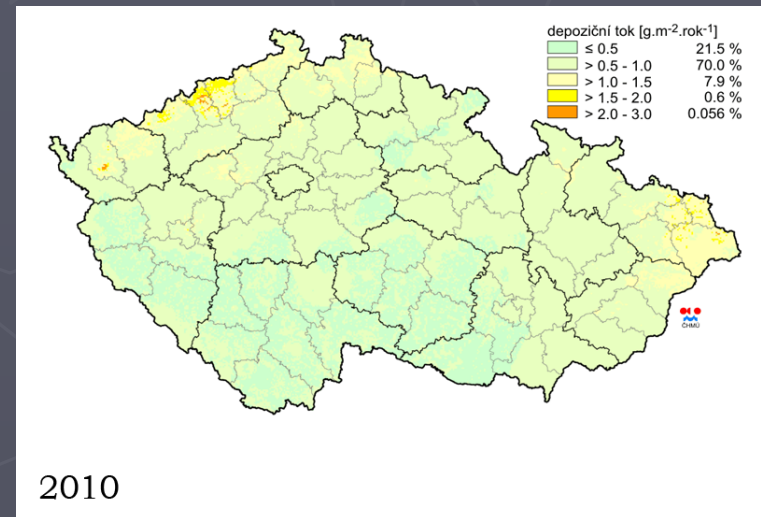 depoziční tok [g.m-2.rok-1]
≤ 0.5 21.5 %
> 0.5 - 1.0 70.0 %
> 1.0 - 1.5 7.9 %
> 1.5 - 2.0 0.6 %
> 2.0 - 3.0 0.056 %
ČHMÚ
2010